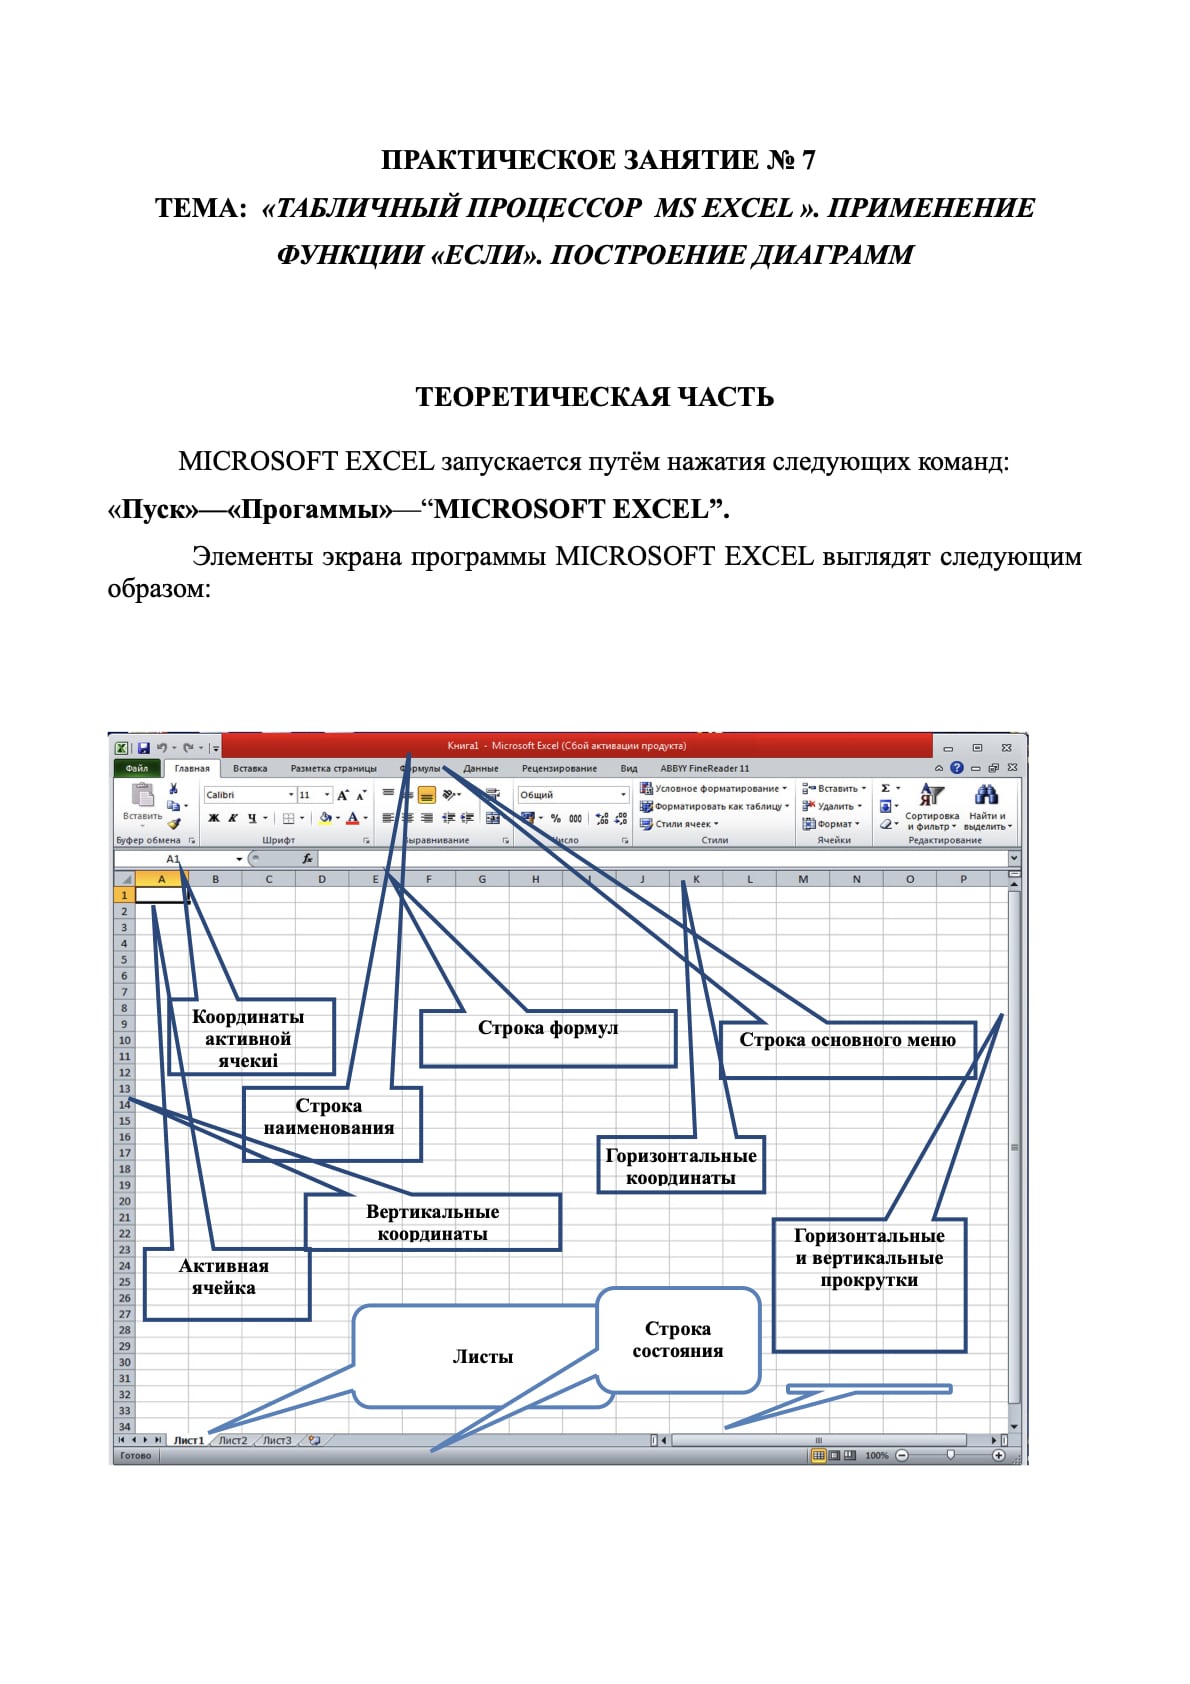 ПРАКТИЧЕСКОЕ ЗАНЯТИЕ № 7
ТЕМА: «ТАБЛИЧНЫЙ ПРОЦЕССОР MS EXCEL ». ПРИМЕНЕНИЕ
ФУНКЦИИ «ЕСЛИ». ПОСТРОЕНИЕ ДИАГРАММ
ТЕОРЕТИЧЕСКАЯ ЧАСТЬ
MICROSOFT EXCEL запускается путём нажатия следующих команд:
«Пуск»—«Прогаммы»—“MICROSOFT EXCEL”.
Элементы экрана программы MICROSOFT EXCEL выглядят следующим
образом:
Книга1 - Microsoft Excel (Сбой активации продукта)
Файл Главная Вставка Разметка страницы Формулы Данные Рецензирование Вид ABBYY FineReader 11
Calibri 11 Общий Условное форматирование Вставить Σ
Форматировать как таблицу Удалить
Вставить Ж К Ч А % 000 Стили ячеек Формат Сортировка и фильтр Найти и выделить
Буфер обмена Шрифт Выравнивание Число Стили Ячейки Редактирование
A1 fx
A B C D E F G H I J K L M N O P
1
2
3
4
5
6
7
8
9
10
11
12
13
14
15
16
17
18
19
20
21
22
23
24
25
26
27
28
29
30
31
32
33
34
Координаты
активной
ячекиі
Строка формул
Строка основного меню
Строка
наименования
Горизонтальные
координаты
Вертикальные
координаты
Горизонтальные
и вертикальные
прокрутки
Активная
ячейка
Листы
Строка
состояния
Лист1 Лист2 Лист3
Готово 100%